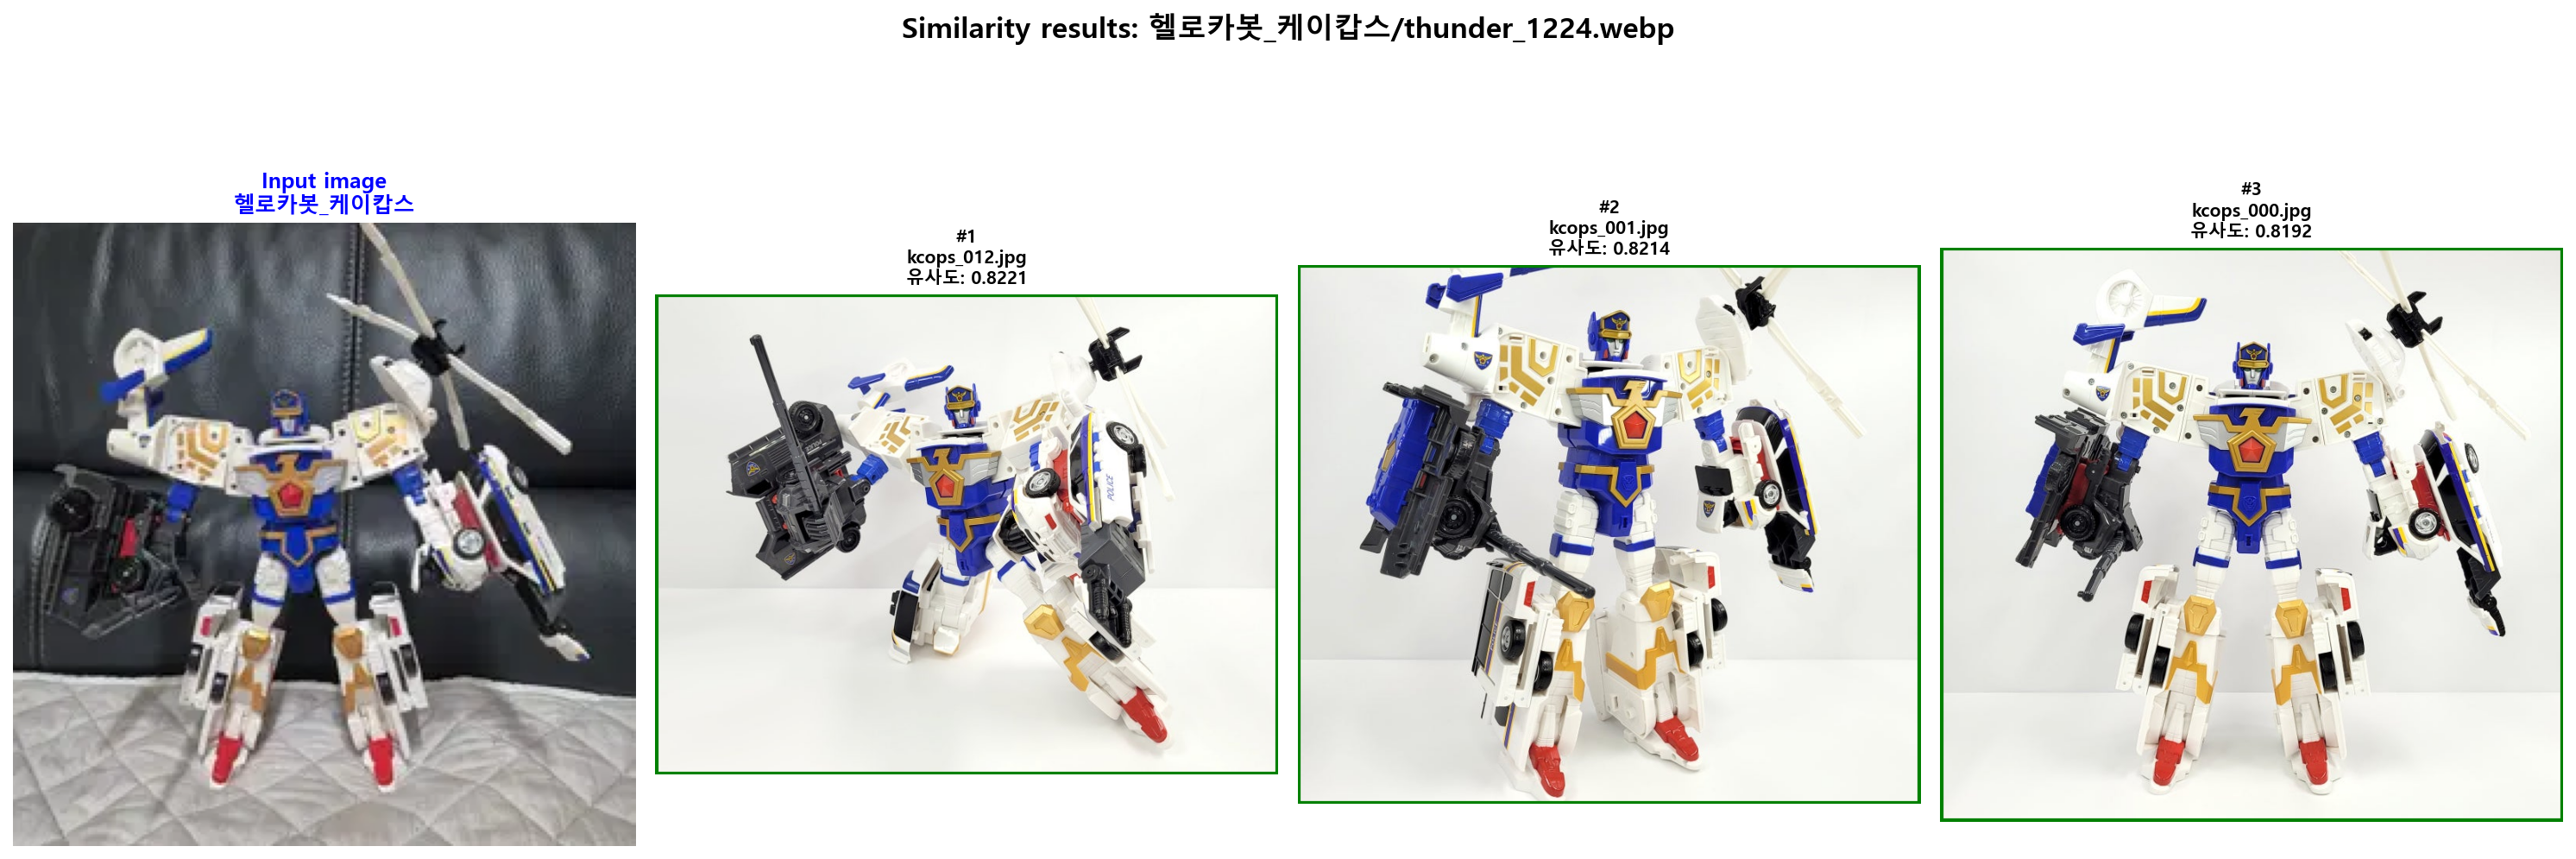 Similarity results: 헬로카봇_케이캅스/thunder_1224.webp
Input image
헬로카봇_케이캅스
#1
kcops_012.jpg
유사도: 0.8221
#2
kcops_001.jpg
유사도: 0.8214
#3
kcops_000.jpg
유사도: 0.8192
POLICE